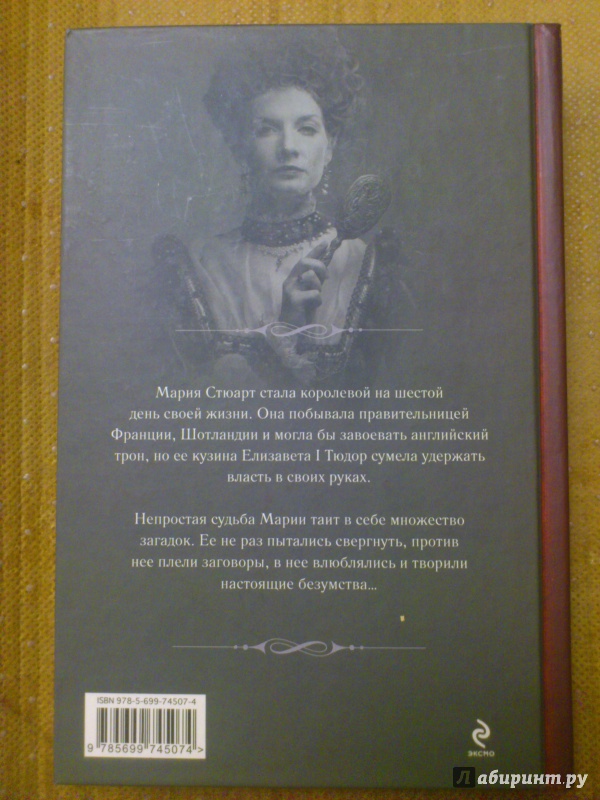 Мария Стюарт стала королевой на шестой
день своей жизни. Она побывала правительницей
Франции, Шотландии и могла бы завоевать английский
трон, но ее кузина Елизавета I Тюдор сумела удержать
власть в своих руках.
Непростая судьба Марии таит в себе множество
загадок. Ее не раз пытались свергнуть, против
нее плели заговоры, в нее влюблялись и творили
настоящие безумства...
ISBN 978-5-699-74507-4
9 785699 745074 >
ЭКСМО
Лабиринт.ру